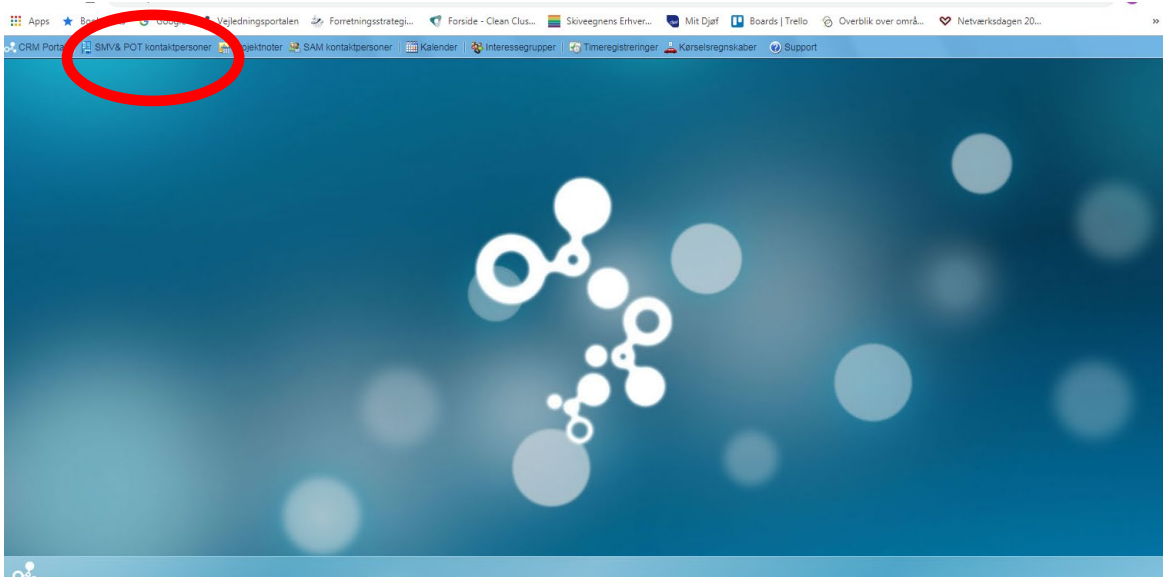 Apps Vejledningsportalen Forretningsstrategi... Forside - Clean Clus... Skiveegnens Erhver... Mit Djøf Boards | Trello Overblik over områ... Netværksdagen 20... »
CRM SMV& POT kontaktpersoner SAM kontaktpersoner Kalender Interessegrupper Timeregistreringer Kørselsregnskaber Support